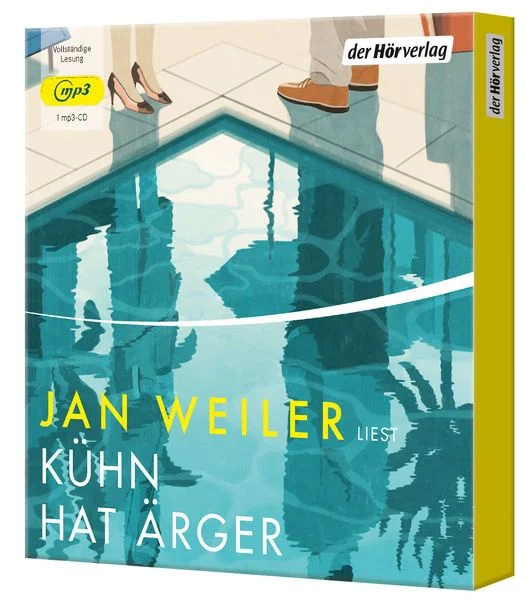 Vollständige
Lesung
mp3
1 mp3-CD
der Hörverlag
der Hörverlag
JAN WEILER LIEST
KÜHN
HAT ÄRGER